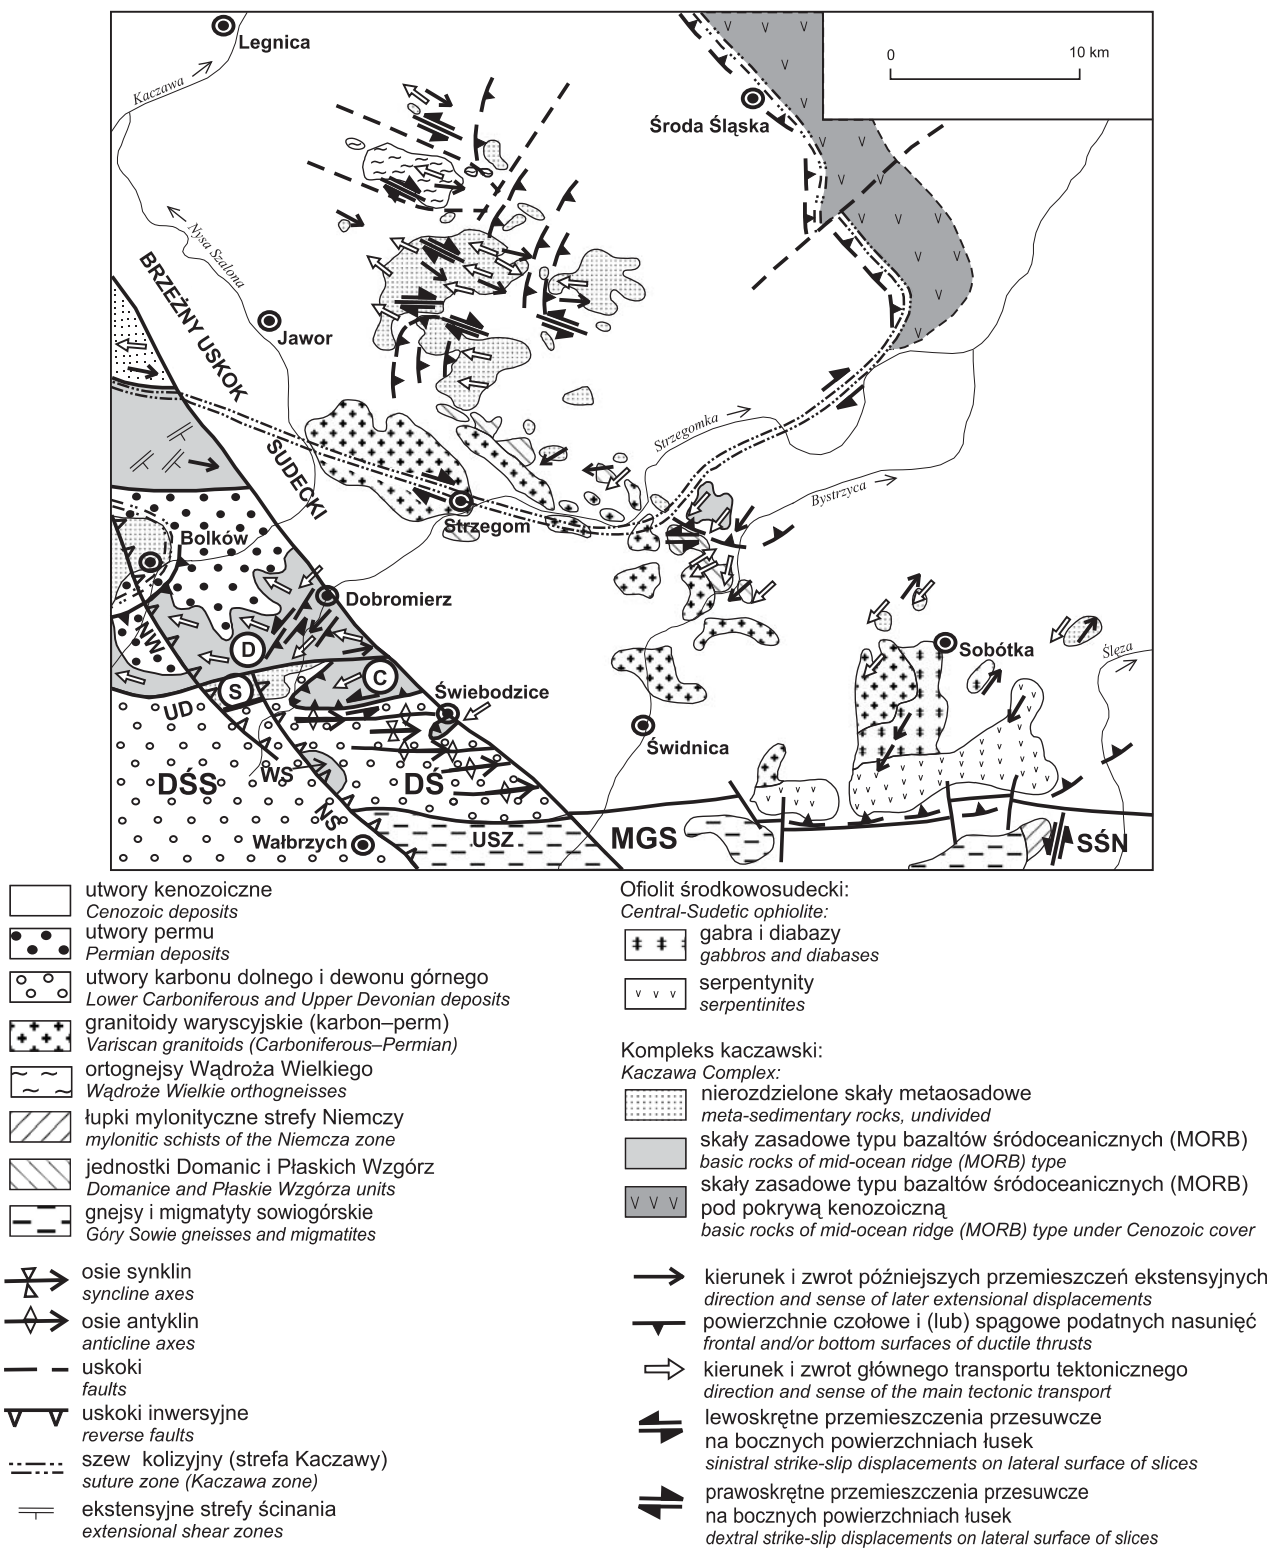 Legnica
0
10 km
Kaczawa
Środa Śląska
Nysa Szalona
BRZEŻNY USKOK
SUDECKI
Jawor
Strzegomka
Bystrzyca
Strzegom
Bolków
Dobromierz
NW
D
C
S
UD
Sobótka
Ślęza
Świebodzice
Świdnica
WS
DŚS
DŚ
NS
Wałbrzych
USZ
MGS
SŚN
utwory kenozoiczne
Cenozoic deposits
utwory permu
Permian deposits
utwory karbonu dolnego i dewonu górnego
Lower Carboniferous and Upper Devonian deposits
granitoidy waryscyjskie (karbon–perm)
Variscan granitoids (Carboniferous–Permian)
ortognejsy Wądroża Wielkiego
Wądroże Wielkie orthogneisses
łupki mylonityczne strefy Niemczy
mylonitic schists of the Niemcza zone
jednostki Domanic i Płaskich Wzgórz
Domanice and Płaskie Wzgórza units
gnejsy i migmatyty sowiogórskie
Góry Sowie gneisses and migmatites
osie synklin
syncline axes
osie antyklin
anticline axes
uskoki
faults
uskoki inwersyjne
reverse faults
szew kolizyjny (strefa Kaczawy)
suture zone (Kaczawa zone)
ekstensyjne strefy ścinania
extensional shear zones
Ofiolit środkowosudecki:
Central-Sudetic ophiolite:
gabra i diabazy
gabbros and diabases
serpentynity
serpentinites
Kompleks kaczawski:
Kaczawa Complex:
nierozdzielone skały metaosadowe
meta-sedimentary rocks, undivided
skały zasadowe typu bazaltów śródoceanicznych (MORB)
basic rocks of mid-ocean ridge (MORB) type
skały zasadowe typu bazaltów śródoceanicznych (MORB)
pod pokrywą kenozoiczną
basic rocks of mid-ocean ridge (MORB) type under Cenozoic cover
kierunek i zwrot późniejszych przemieszczeń ekstensyjnych
direction and sense of later extensional displacements
powierzchnie czołowe i (lub) spągowe podatnych nasunięć
frontal and/or bottom surfaces of ductile thrusts
kierunek i zwrot głównego transportu tektonicznego
direction and sense of the main tectonic transport
lewoskrętne przemieszczenia przesuwcze
na bocznych powierzchniach łusek
sinistral strike-slip displacements on lateral surface of slices
prawoskrętne przemieszczenia przesuwcze
na bocznych powierzchniach łusek
dextral strike-slip displacements on lateral surface of slices